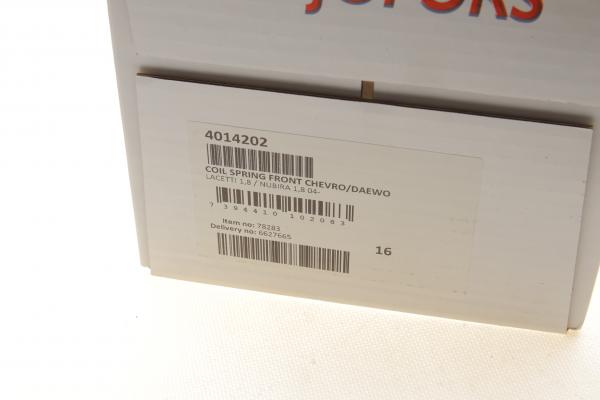 JOFORS
4014202
COIL SPRING FRONT CHEVRO/DAEWO
LACETTI 1,8 / NUBIRA 1,8 04-
7 394410 102083
Item no: 78283
Delivery no: 6627665
16